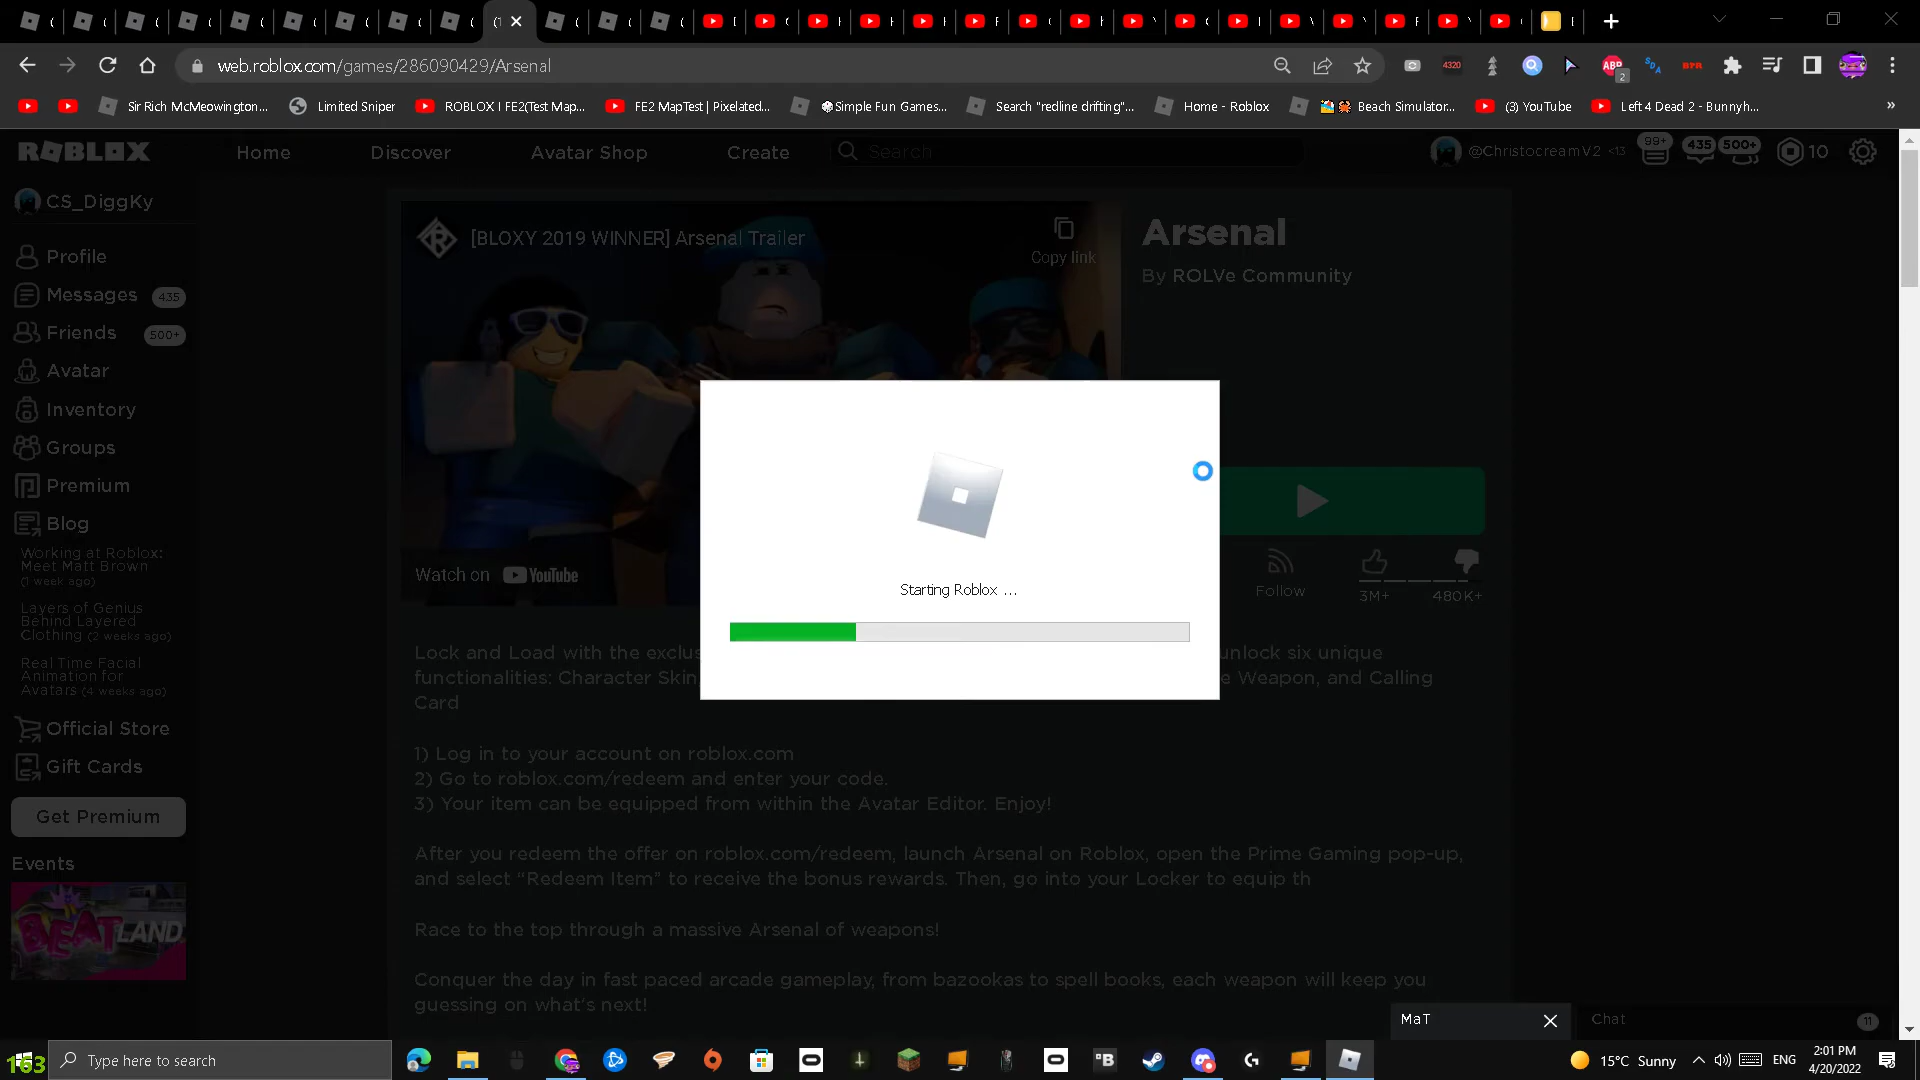 web.roblox.com/games/286090429/Arsenal
4320
ABP
2
Sir Rich McMeowington...
Limited Sniper
ROBLOX I FE2(Test Map...
FE2 MapTest | Pixelated...
Simple Fun Games...
Search "redline drifting"...
Home - Roblox
Beach Simulator...
(3) YouTube
Left 4 Dead 2 - Bunnyh...
»
ROBLOX
Home
Discover
Avatar Shop
Create
Search
@ChristocreamV2 <13
99+
435
500+
10
CS_DiggKy
Profile
Messages 435
Friends 500+
Avatar
Inventory
Groups
Premium
Blog
Working at Roblox:
Meet Matt Brown
(1 week ago)
Layers of Genius
Behind Layered
Clothing (2 weeks ago)
Real Time Facial
Animation for
Avatars (4 weeks ago)
Official Store
Gift Cards
Get Premium
Events
BEATLAND
[BLOXY 2019 WINNER] Arsenal Trailer
Copy link
Watch on YouTube
Arsenal
By ROLVe Community
Follow
3M+
480K+
Starting Roblox ...
Lock and Load with the exclus unlock six unique
functionalities: Character Skin e Weapon, and Calling
Card
1) Log in to your account on roblox.com
2) Go to roblox.com/redeem and enter your code.
3) Your item can be equipped from within the Avatar Editor. Enjoy!
After you redeem the offer on roblox.com/redeem, launch Arsenal on Roblox, open the Prime Gaming pop-up,
and select “Redeem Item” to receive the bonus rewards. Then, go into your Locker to equip th
Race to the top through a massive Arsenal of weapons!
Conquer the day in fast paced arcade gameplay, from bazookas to spell books, each weapon will keep you
guessing on what's next!
MaT
Chat
11
163
Type here to search
15°C Sunny
ENG
2:01 PM
4/20/2022